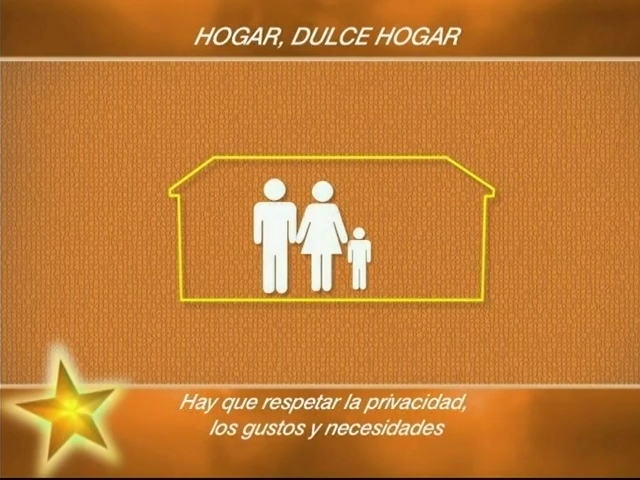 HOGAR, DULCE HOGAR
Hay que respetar la privacidad,
los gustos y necesidades